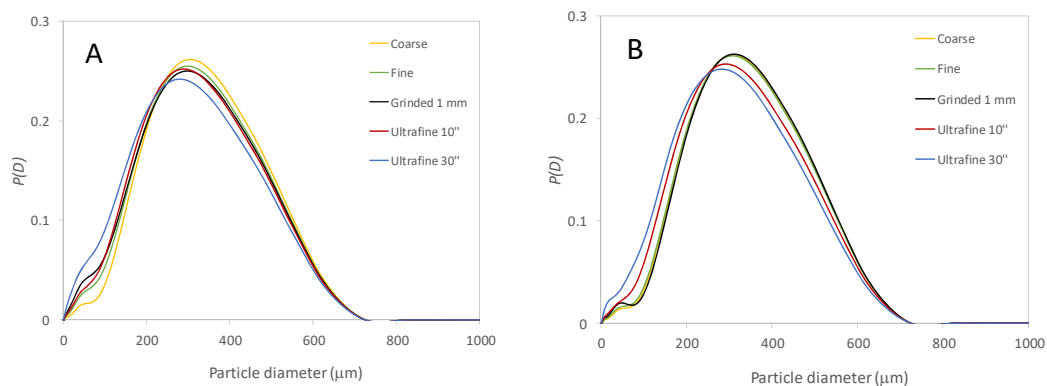 A
0.3
0.2
0.1
0
P(D)
0
200
400
600
800
1000
Particle diameter (μm)
Coarse
Fine
Grinded 1 mm
Ultrafine 10''
Ultrafine 30''
B
0.3
0.2
0.1
0
P(D)
0
200
400
600
800
1000
Particle diameter (μm)
Coarse
Fine
Grinded 1 mm
Ultrafine 10''
Ultrafine 30''